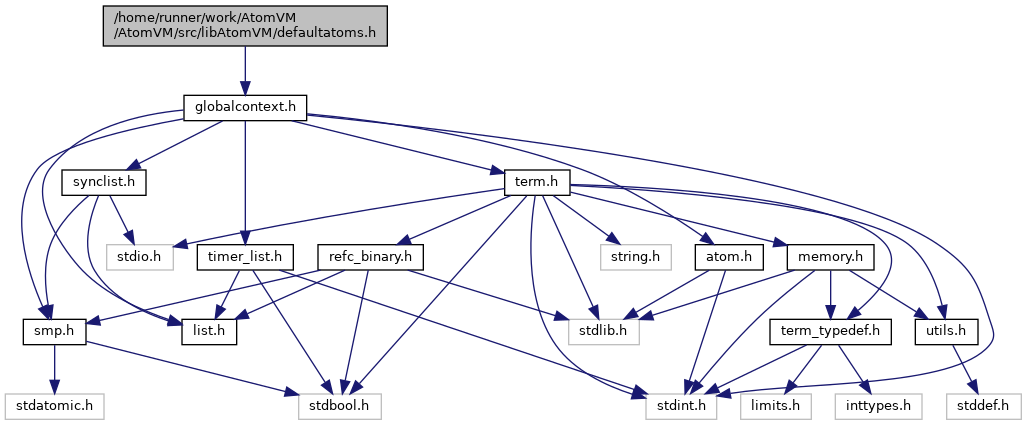 /home/runner/work/AtomVM
/AtomVM/src/libAtomVM/defaultatoms.h
globalcontext.h
synclist.h
term.h
stdio.h
timer_list.h
refc_binary.h
string.h
atom.h
memory.h
smp.h
list.h
stdlib.h
term_typedef.h
utils.h
stdatomic.h
stdbool.h
stdint.h
limits.h
inttypes.h
stddef.h